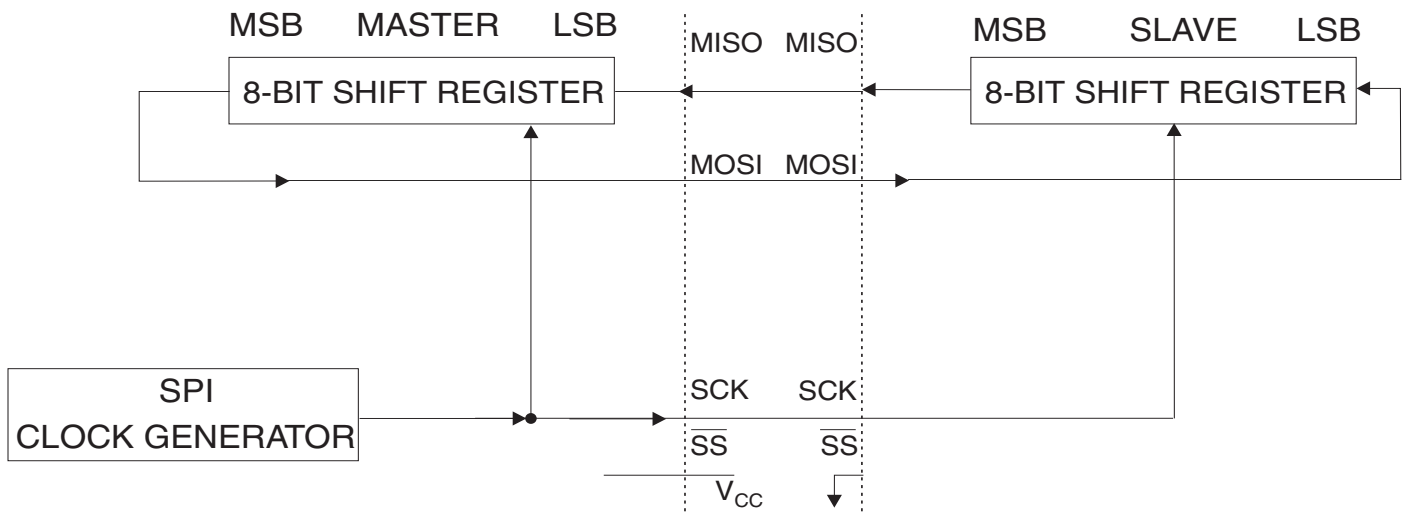 MSB MASTER LSB
MISO MISO
MSB SLAVE LSB
8-BIT SHIFT REGISTER
8-BIT SHIFT REGISTER
MOSI MOSI
SPI
CLOCK GENERATOR
SCK SCK
SS SS
VCC